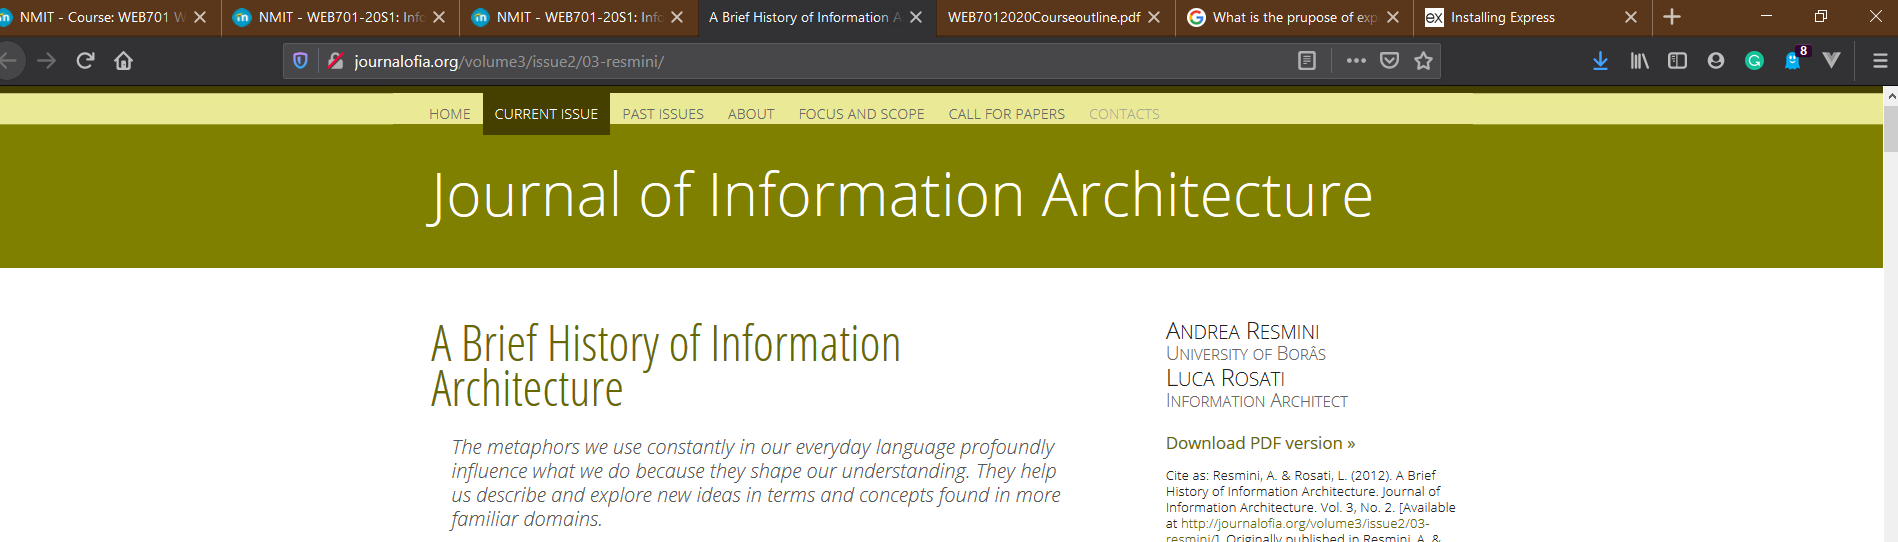 NMIT - Course: WEB701 W
NMIT - WEB701-20S1: Info
NMIT - WEB701-20S1: Info
A Brief History of Information A
WEB7012020Courseoutline.pdf
What is the prupose of exp
Installing Express
journalofia.org/volume3/issue2/03-resmini/
8
HOME
CURRENT ISSUE
PAST ISSUES
ABOUT
FOCUS AND SCOPE
CALL FOR PAPERS
CONTACTS
Journal of Information Architecture
A Brief History of Information
Architecture
The metaphors we use constantly in our everyday language profoundly
influence what we do because they shape our understanding. They help
us describe and explore new ideas in terms and concepts found in more
familiar domains.
ANDREA RESMINI
UNIVERSITY OF BORÂS
LUCA ROSATI
INFORMATION ARCHITECT
Download PDF version »
Cite as: Resmini, A. & Rosati, L. (2012). A Brief
History of Information Architecture. Journal of
Information Architecture. Vol. 3, No. 2. [Available
at http://journalofia.org/volume3/issue2/03-
resmini/]. Originally published in Resmini, A. &